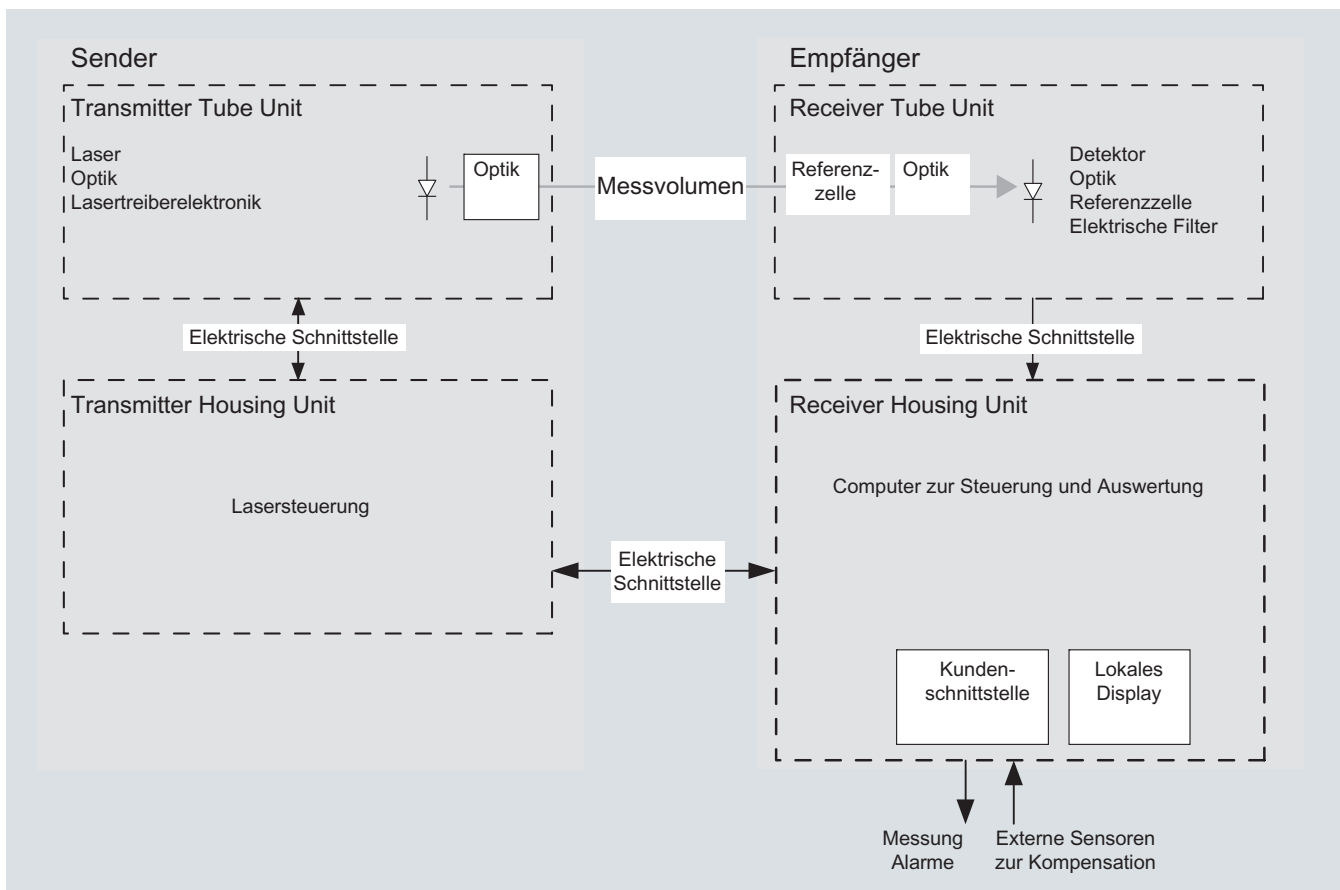 Sender
Transmitter Tube Unit
Laser
Optik
Lasertreiberelektronik
Optik
Messvolumen
Empfänger
Receiver Tube Unit
Referenz-
zelle
Optik
Detektor
Optik
Referenzzelle
Elektrische Filter
Elektrische Schnittstelle
Elektrische Schnittstelle
Transmitter Housing Unit
Lasersteuerung
Elektrische
Schnittstelle
Receiver Housing Unit
Computer zur Steuerung und Auswertung
Kunden-
schnittstelle
Lokales
Display
Messung
Alarme
Externe Sensoren
zur Kompensation